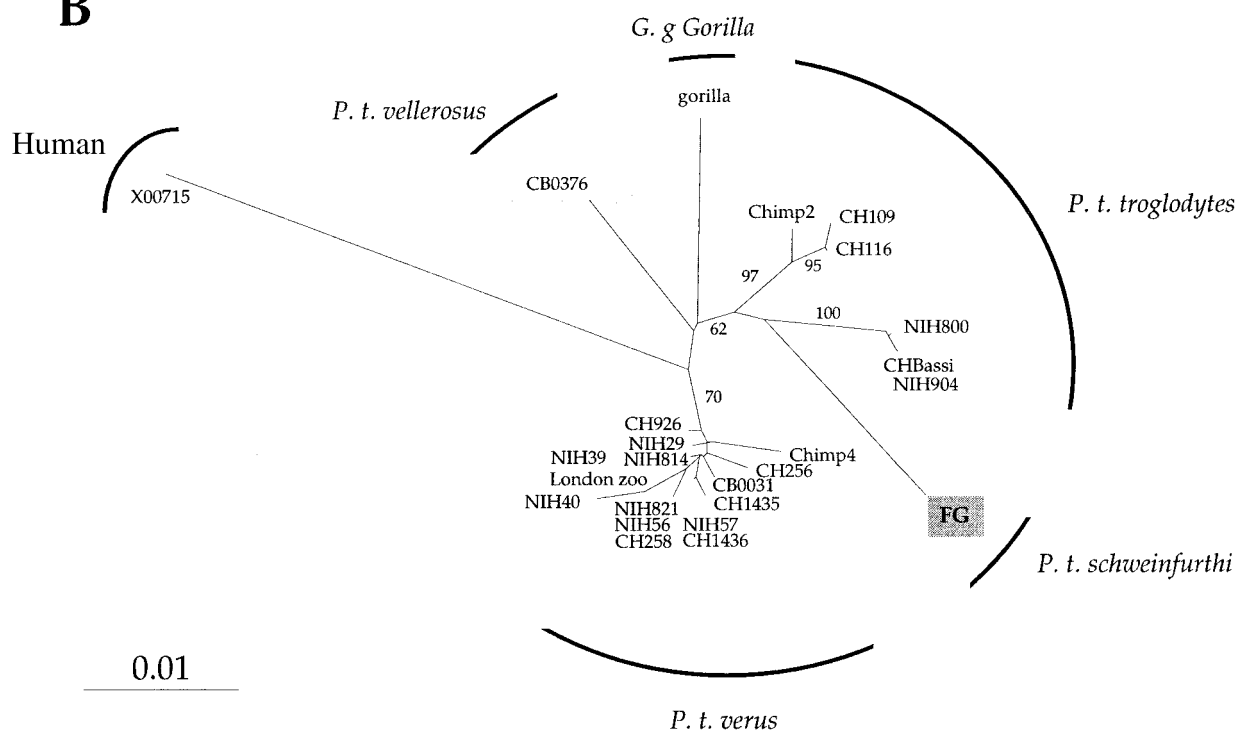 B
G. g Gorilla
gorilla
P. t. vellerosus
Human
X00715
CB0376
Chimp2
CH109
CH116
P. t. troglodytes
97
95
62
100
NIH800
CHBassi
NIH904
70
CH926
NIH29
NIH39
NIH814
Chimp4
CH256
London zoo
CB0031
NIH40
CH1435
NIH821
NIH56
NIH57
CH258
CH1436
FG
P. t. schweinfurthi
0.01
P. t. verus